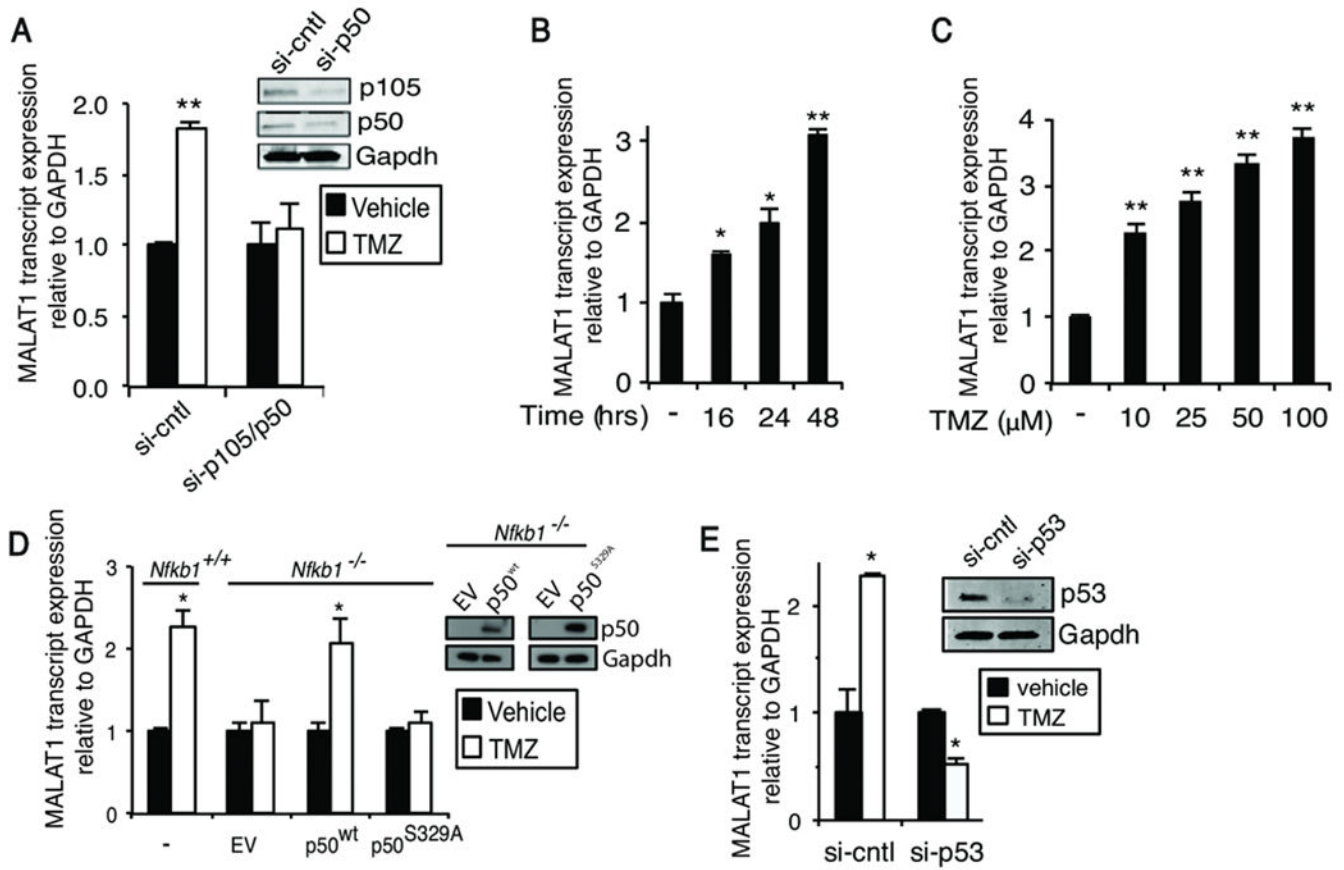 A
si-cntl
si-p50
p105
p50
Gapdh
MALAT1 transcript expression
relative to GAPDH
2.0
1.5
1.0
0.5
0.0
**
Vehicle
TMZ
si-cntl
si-p105/p50
B
MALAT1 transcript expression
relative to GAPDH
3
2
1
0
*
*
**
Time (hrs)
-
16
24
48
C
MALAT1 transcript expression
relative to GAPDH
4
3
2
1
0
**
**
**
**
TMZ (µM)
-
10
25
50
100
D
MALAT1 transcript expression
relative to GAPDH
3
2
1
0
Nfkb1 +/+
Nfkb1 -/-
*
*
-
EV
p50wt
p50S329A
Nfkb1 -/-
EV
p50wt
EV
p50S329A
p50
Gapdh
Vehicle
TMZ
E
MALAT1 transcript expression
relative to GAPDH
2
1
0
*
*
si-cntl
si-p53
si-cntl
si-p53
p53
Gapdh
vehicle
TMZ